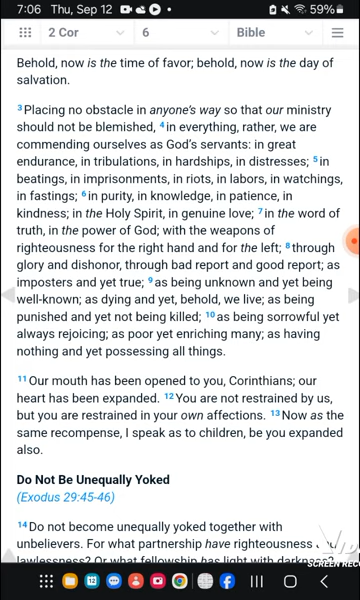 7:06 Thu, Sep 12 59%
2 Cor 6 Bible
Behold, now is the time of favor; behold, now is the day of
salvation.
3 Placing no obstacle in anyone's way so that our ministry
should not be blemished, 4 in everything, rather, we are
commending ourselves as God's servants: in great
endurance, in tribulations, in hardships, in distresses; 5 in
beatings, in imprisonments, in riots, in labors, in watchings,
in fastings; 6 in purity, in knowledge, in patience, in
kindness; in the Holy Spirit, in genuine love; 7 in the word of
truth, in the power of God; with the weapons of
righteousness for the right hand and for the left; 8 through
glory and dishonor, through bad report and good report; as
imposters and yet true; 9 as being unknown and yet being
well-known; as dying and yet, behold, we live; as being
punished and yet not being killed; 10 as being sorrowful yet
always rejoicing; as poor yet enriching many; as having
nothing and yet possessing all things.
11 Our mouth has been opened to you, Corinthians; our
heart has been expanded. 12 You are not restrained by us,
but you are restrained in your own affections. 13 Now as the
same recompense, I speak as to children, be you expanded
also.
Do Not Be Unequally Yoked
(Exodus 29:45-46)
14 Do not become unequally yoked together with
unbelievers. For what partnership have righteousness
lawlessness? Or what fellowship has light with darkness?
SCREEN REC
12